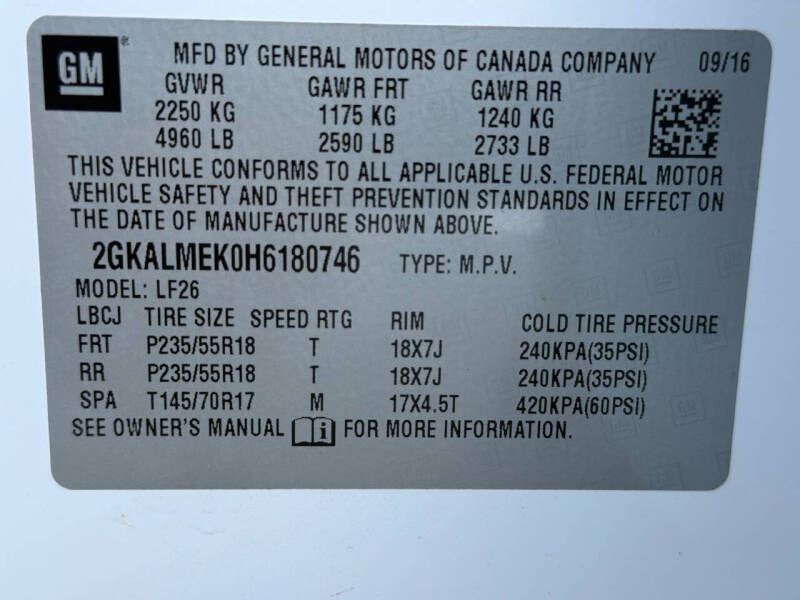 GM
MFD BY GENERAL MOTORS OF CANADA COMPANY 09/16
GVWR GAWR FRT GAWR RR
2250 KG 1175 KG 1240 KG
4960 LB 2590 LB 2733 LB
THIS VEHICLE CONFORMS TO ALL APPLICABLE U.S. FEDERAL MOTOR
VEHICLE SAFETY AND THEFT PREVENTION STANDARDS IN EFFECT ON
THE DATE OF MANUFACTURE SHOWN ABOVE.
2GKALMEK0H6180746 TYPE: M.P.V.
MODEL: LF26
LBCJ TIRE SIZE SPEED RTG RIM COLD TIRE PRESSURE
FRT P235/55R18 T 18X7J 240KPA(35PSI)
RR P235/55R18 T 18X7J 240KPA(35PSI)
SPA T145/70R17 M 17X4.5T 420KPA(60PSI)
SEE OWNER'S MANUAL i FOR MORE INFORMATION.